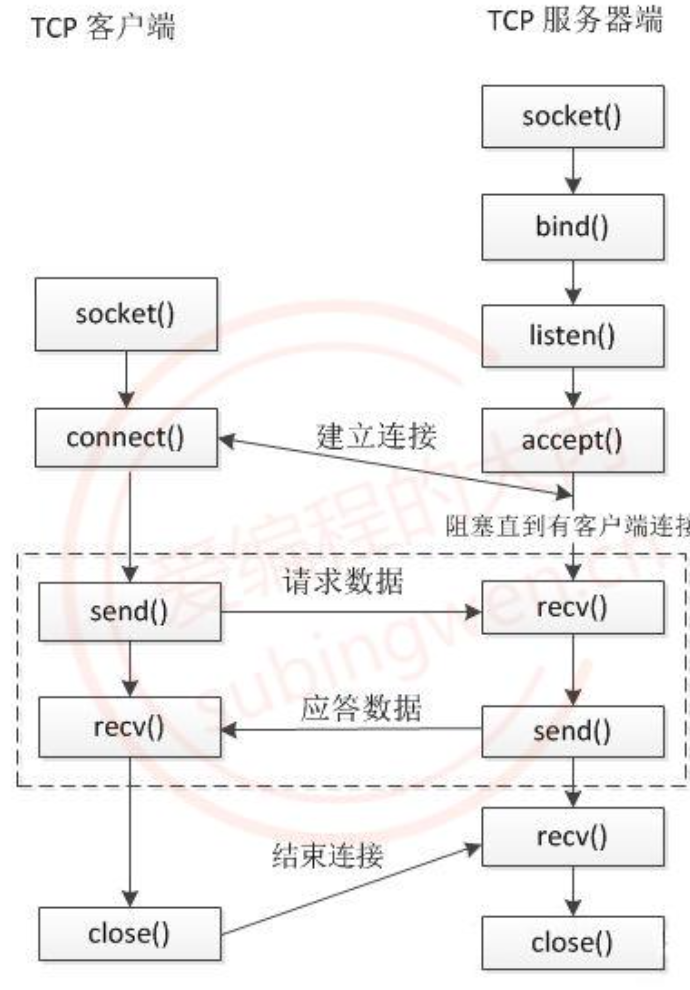 TCP 客户端
TCP 服务器端
socket()
bind()
socket()
listen()
connect()
建立连接
accept()
阻塞直到有客户端连接
send()
请求数据
recv()
recv()
应答数据
send()
结束连接
recv()
close()
close()
爱编程的大丙
subingwen.cn